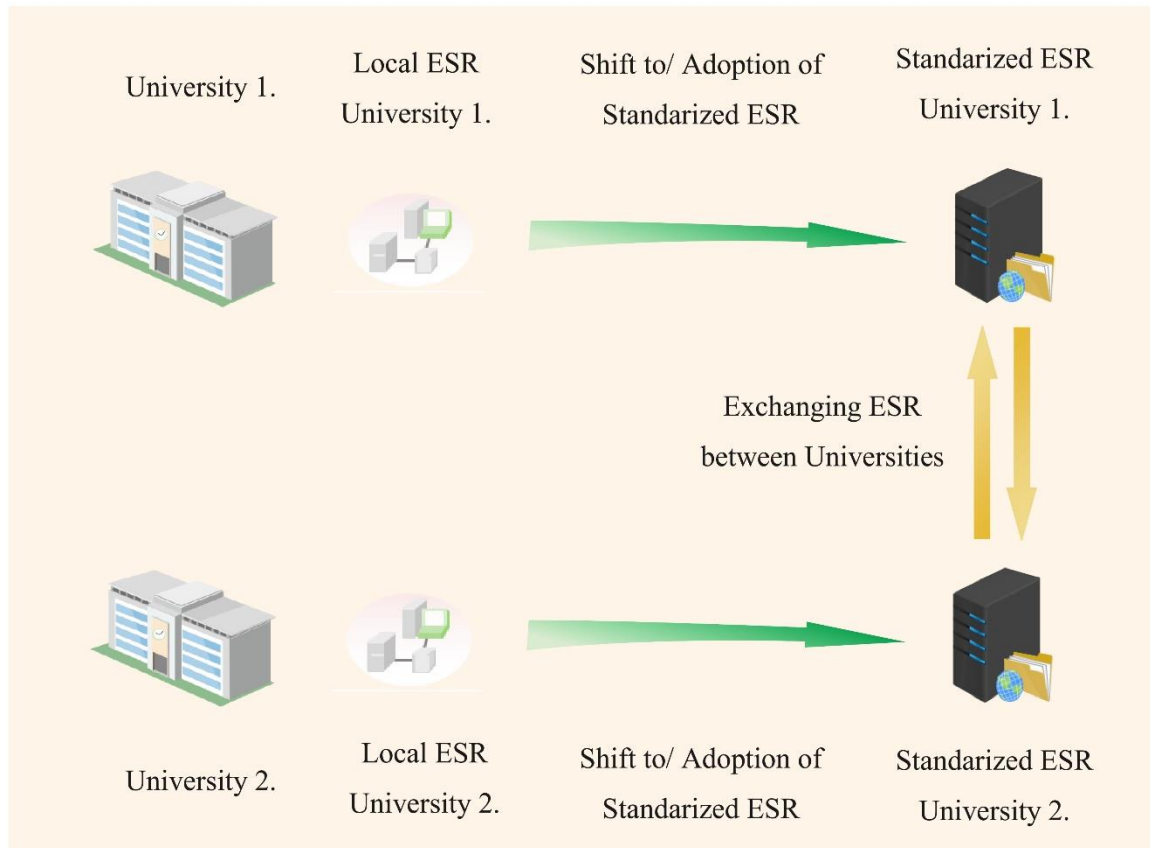 University 1.
Local ESR
University 1.
Shift to/ Adoption of
Standarized ESR
Standarized ESR
University 1.
Exchanging ESR
between Universities
University 2.
Local ESR
University 2.
Shift to/ Adoption of
Standarized ESR
Standarized ESR
University 2.